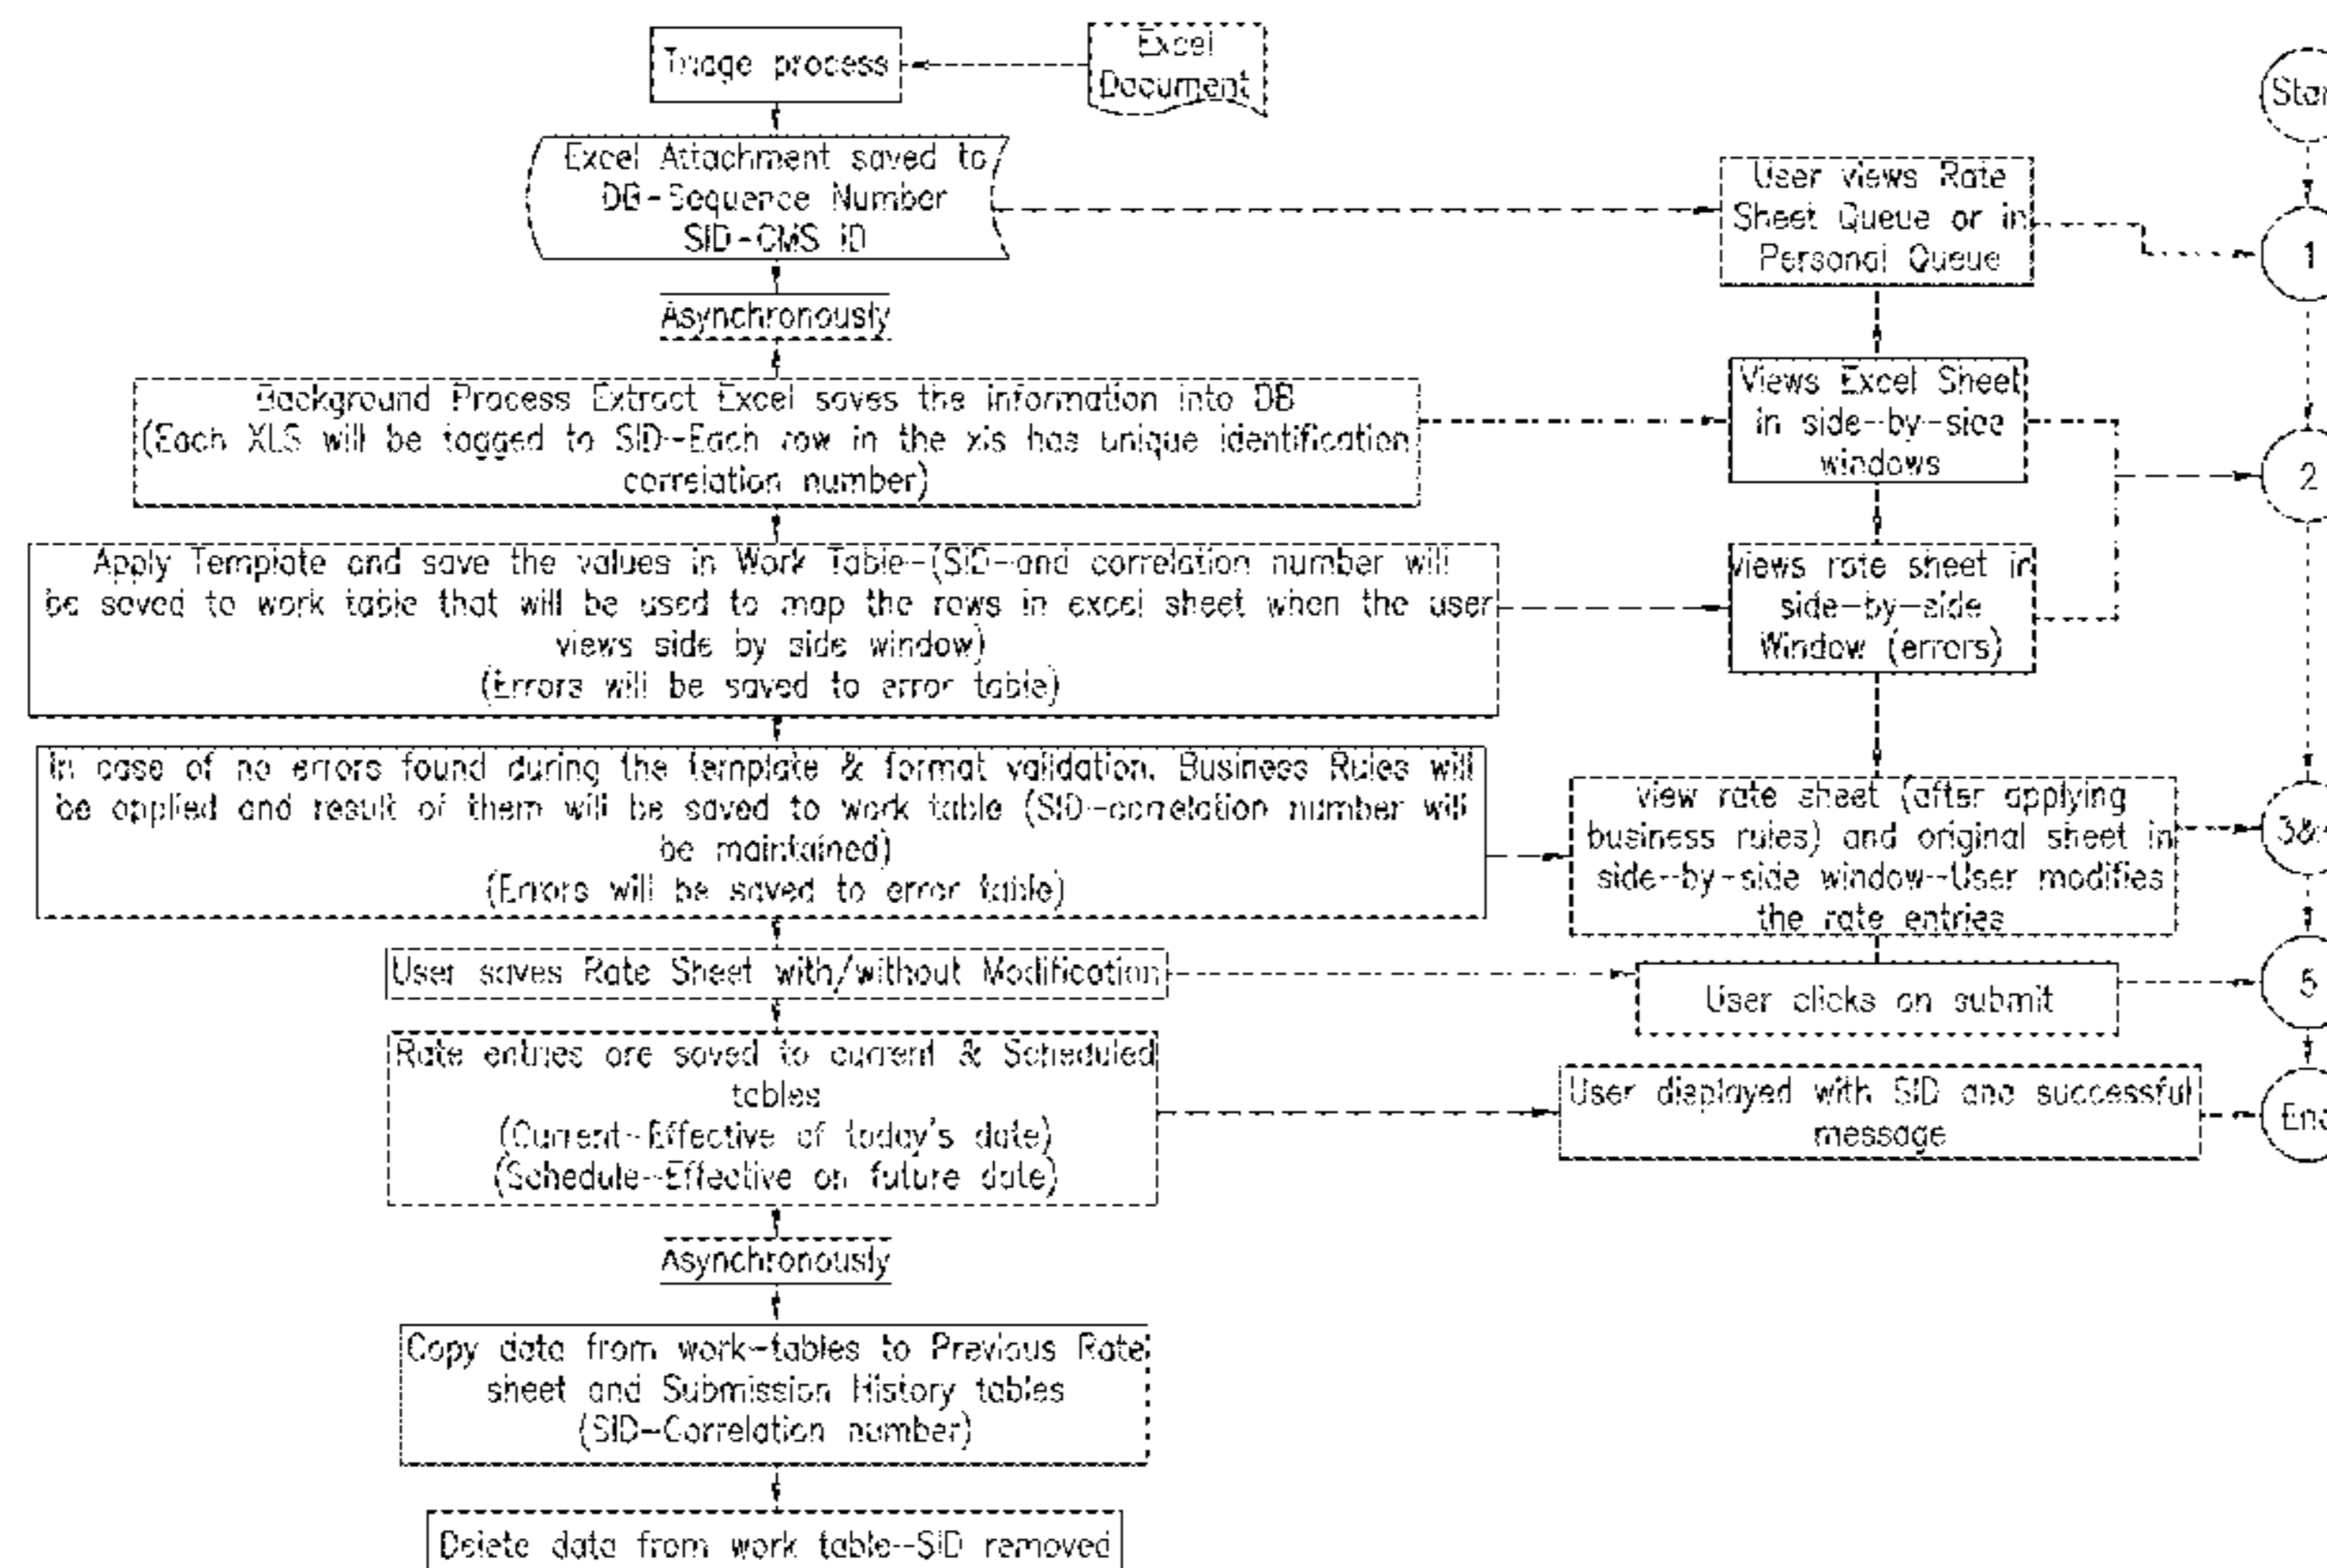 Triage process
Excel
Document
Excel Attachment saved to
DB-Sequence Number
SID-CMS ID
Asynchronously
Background Process Extract Excel saves the information into DB
(Each XLS will be tagged to SID--Each row in the xls has unique identification
correlation number)
Apply Template and save the values in Work Table--(SID--and correlation number will
be saved to work table that will be used to map the rows in excel sheet when the user
views side by side window)
(Errors will be saved to error table)
In case of no errors found during the template & format validation. Business Rules will
be applied and result of them will be saved to work table (SID--correlation number will
be maintained)
(Errors will be saved to error table)
User saves Rate Sheet with/without Modification
Rate entries are saved to current & Scheduled
tables
(Current--Effective of today's date)
(Schedule--Effective on future date)
Asynchronously
Copy data from work--tables to Previous Rate
sheet and Submission History tables
(SID--Correlation number)
Delete data from work table--SID removed
User views Rate
Sheet Queue or in
Personal Queue
Views Excel Sheet
in side--by--side
windows
views rate sheet in
side--by--side
Window (errors)
view rate sheet (after applying
business rules) and original sheet in
side--by--side window--User modifies
the rate entries
User clicks on submit
User displayed with SID and successful
message
1
2
3&
5